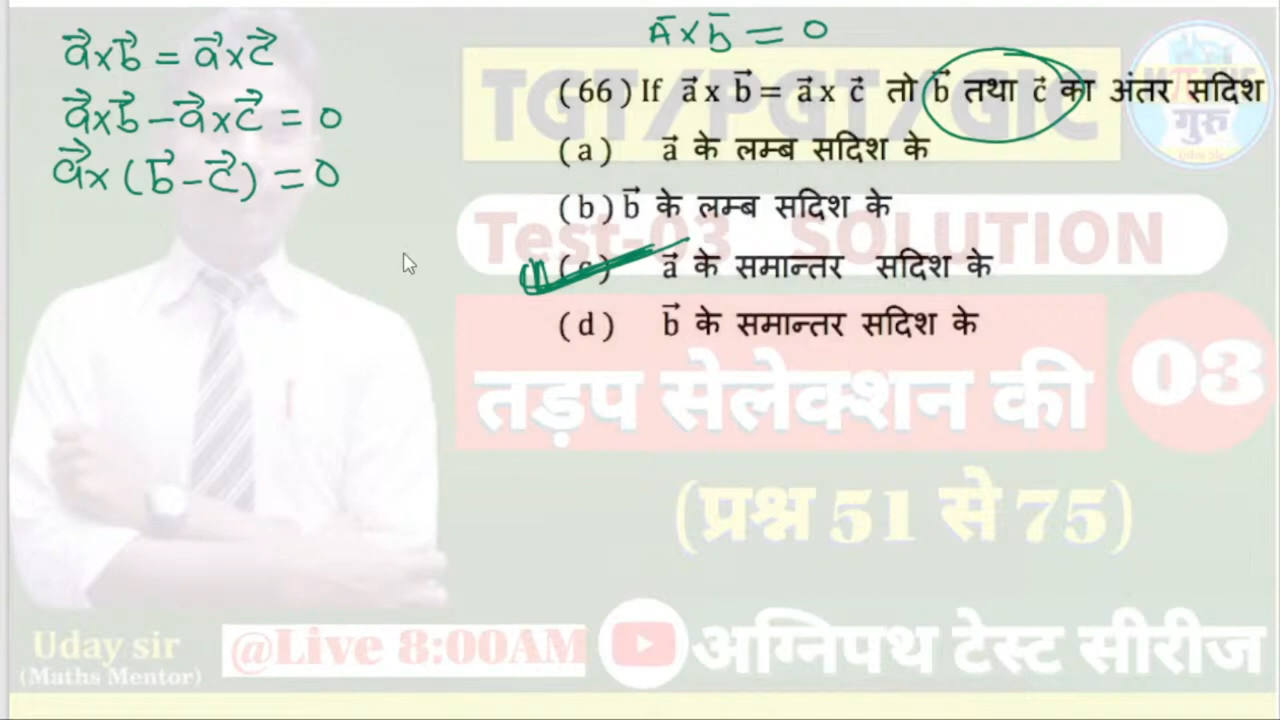 a⃗ x b⃗ = a⃗ x c⃗
a⃗ x b⃗ - a⃗ x c⃗ = 0
a⃗ x (b⃗ - c⃗) = 0
A̅ x b̅ = 0
TGT/PGT/GIC
(66) If a⃗ x b⃗ = a⃗ x c⃗ तो b⃗ तथा c⃗ का अंतर सदिश
(a) a⃗ के लम्ब सदिश के
(b) b⃗ के लम्ब सदिश के
Test-03 SOLUTION
(c) a⃗ के समान्तर सदिश के
(d) b⃗ के समान्तर सदिश के
तड़प सेलेक्शन की
03
(प्रश्न 51 से 75)
Uday sir
(Maths Mentor)
@Live 8:00AM
अग्निपथ टेस्ट सीरीज
गुरु
Uday Sir